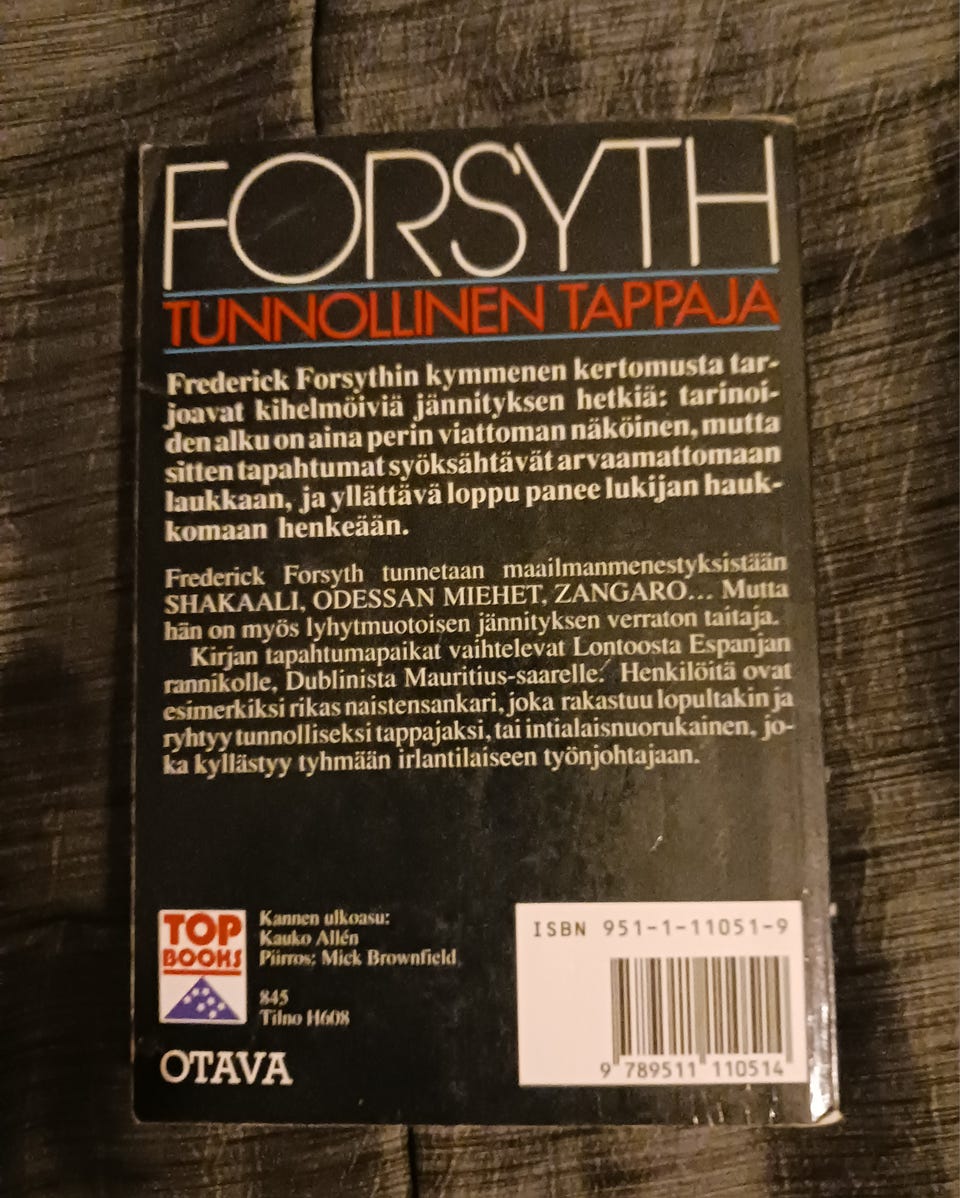 FORSYTH
TUNNOLLINEN TAPPAJA
Frederick Forsythin kymmenen kertomusta tar-
joavat kihelmöiviä jännityksen hetkiä: tarinoi-
den alku on aina perin viattoman näköinen, mutta
sitten tapahtumat syöksähtävät arvaamattomaan
laukkaan, ja yllättävä loppu panee lukijan hauk-
komaan henkeään.
Frederick Forsyth tunnetaan maailmanmenestyksistään
SHAKAALI, ODESSAN MIEHET, ZANGARO... Mutta
hän on myös lyhytmuotoisen jännityksen verraton taitaja.
Kirjan tapahtumapaikat vaihtelevat Lontoosta Espanjan
rannikolle, Dublinista Mauritius-saarelle. Henkilöitä ovat
esimerkiksi rikas naistensankari, joka rakastuu lopultakin ja
ryhtyy tunnolliseksi tappajaksi, tai intialaisnuorukainen, jo-
ka kyllästyy tyhmään irlantilaiseen työnjohtajaan.
TOP
BOOKS
Kannen ulkoasu:
Kauko Allén
Piirros: Mick Brownfield
845
Tilno H608
OTAVA
ISBN 951-1-11051-9
9 789511 110514